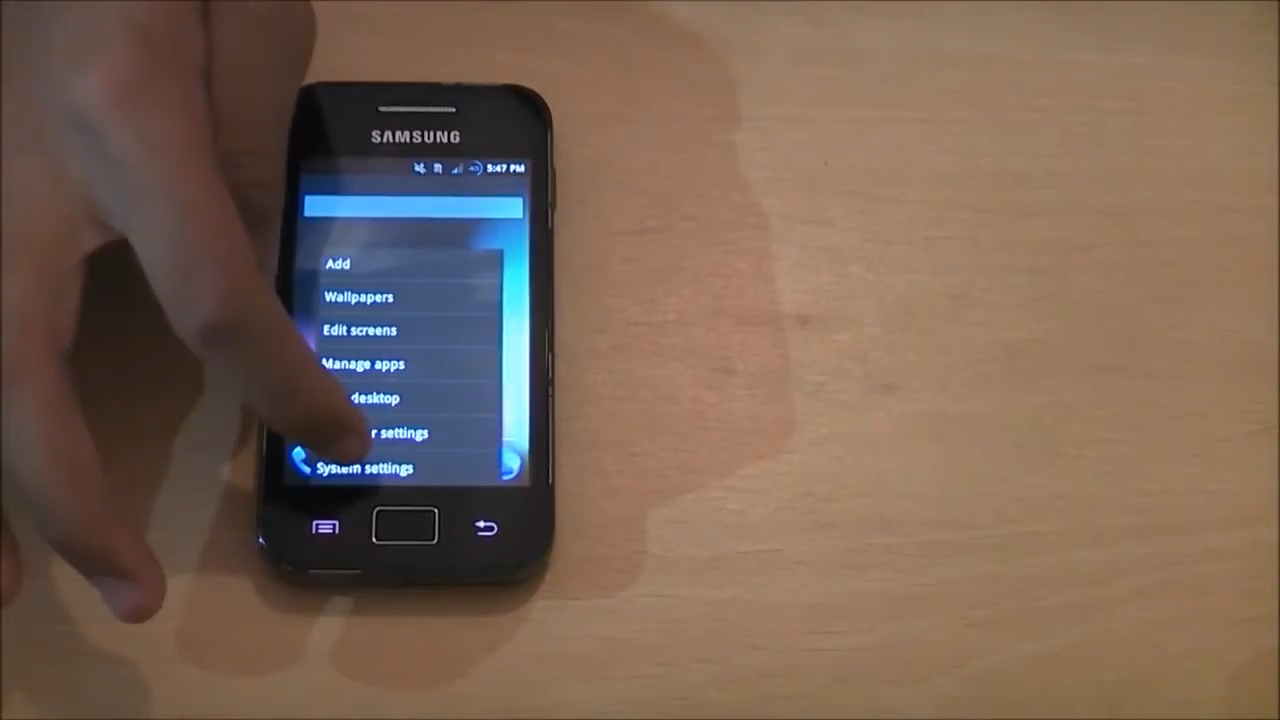 SAMSUNG
5:47 PM
Add
Wallpapers
Edit screens
Manage apps
desktop
settings
System settings